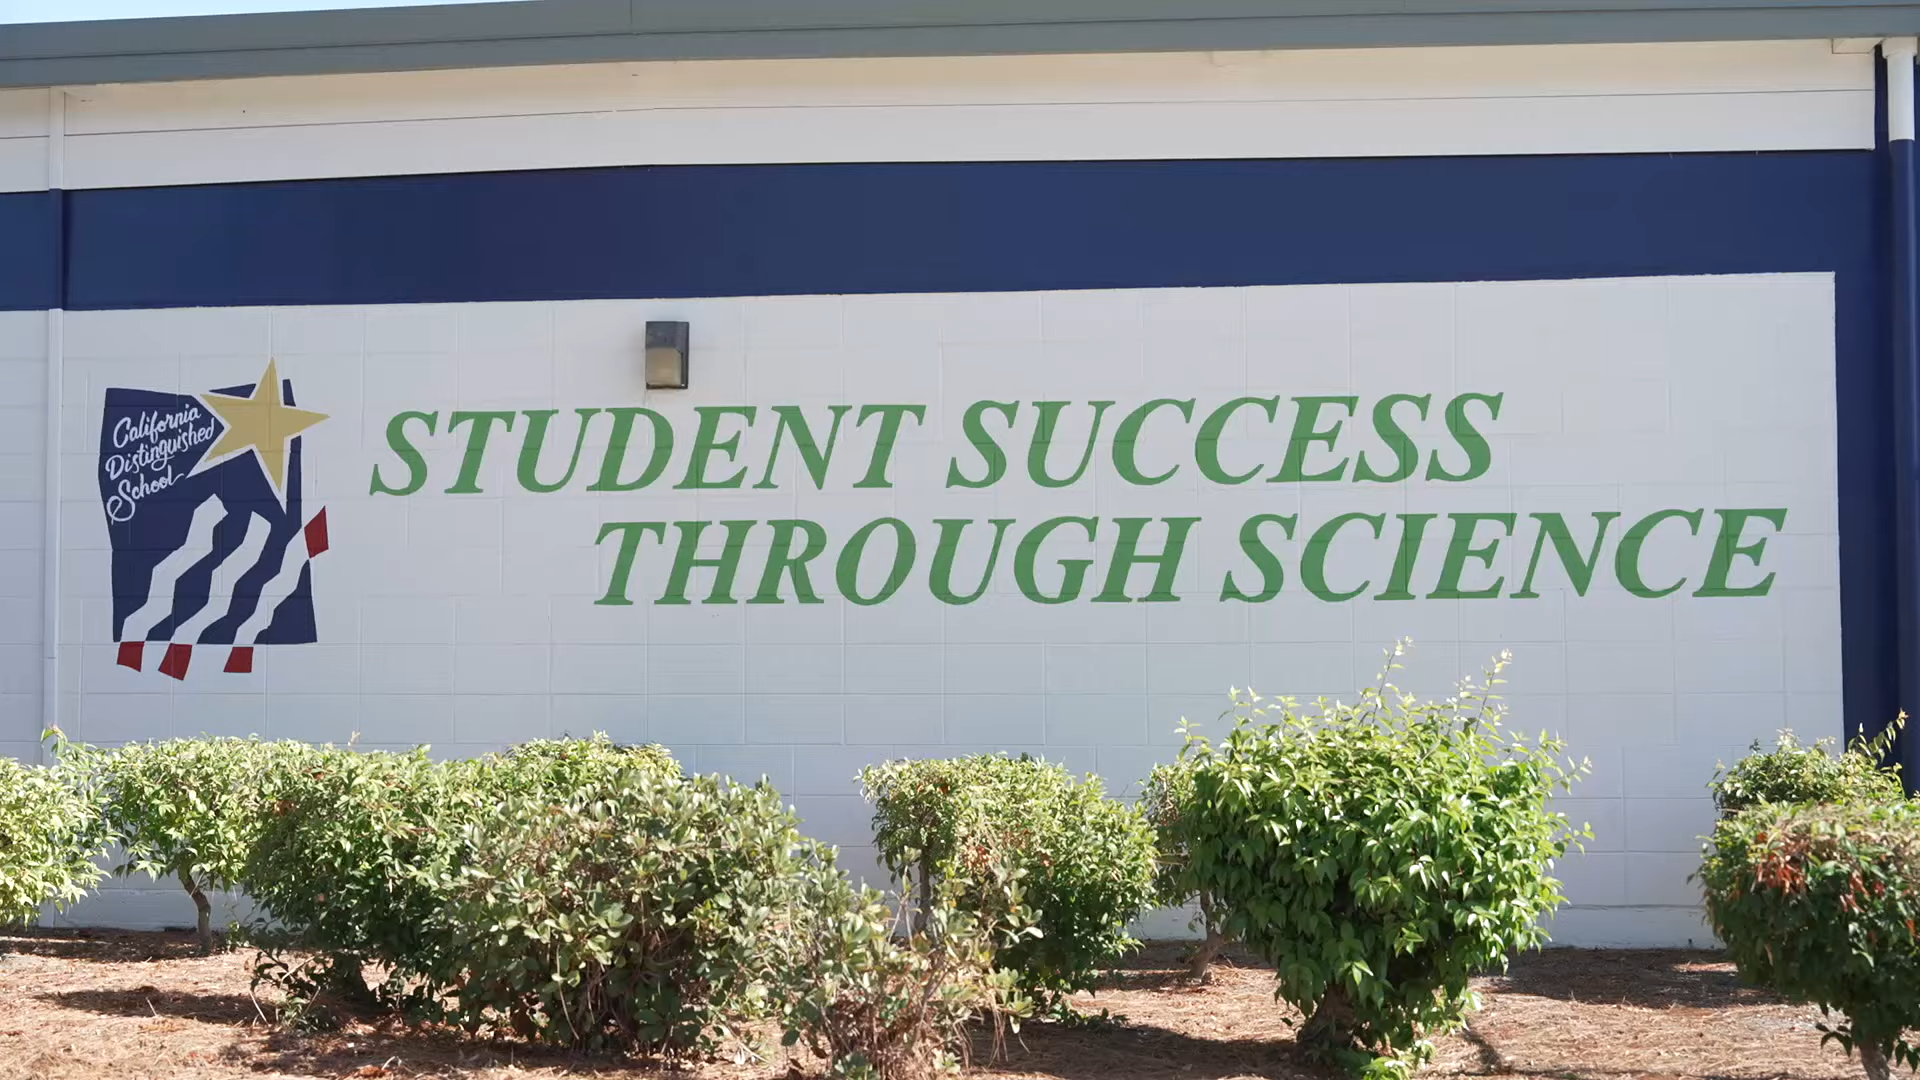 California
Distinguished
School
STUDENT SUCCESS
THROUGH SCIENCE